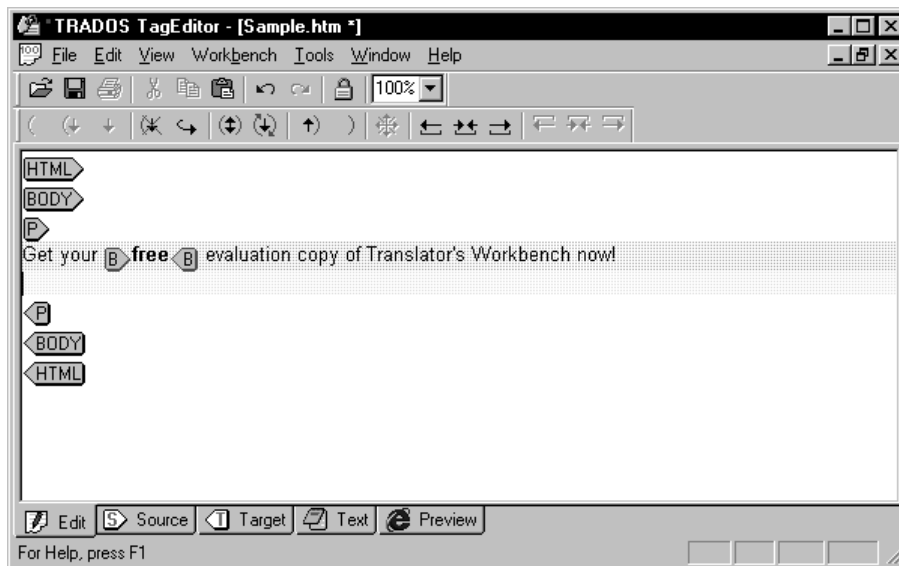 TRADOS TagEditor - [Sample.htm *]
File Edit View Workbench Tools Window Help
100%
HTML
BODY
P
Get your B free B evaluation copy of Translator's Workbench now!
P
BODY
HTML
Edit S Source T Target Text Preview
For Help, press F1